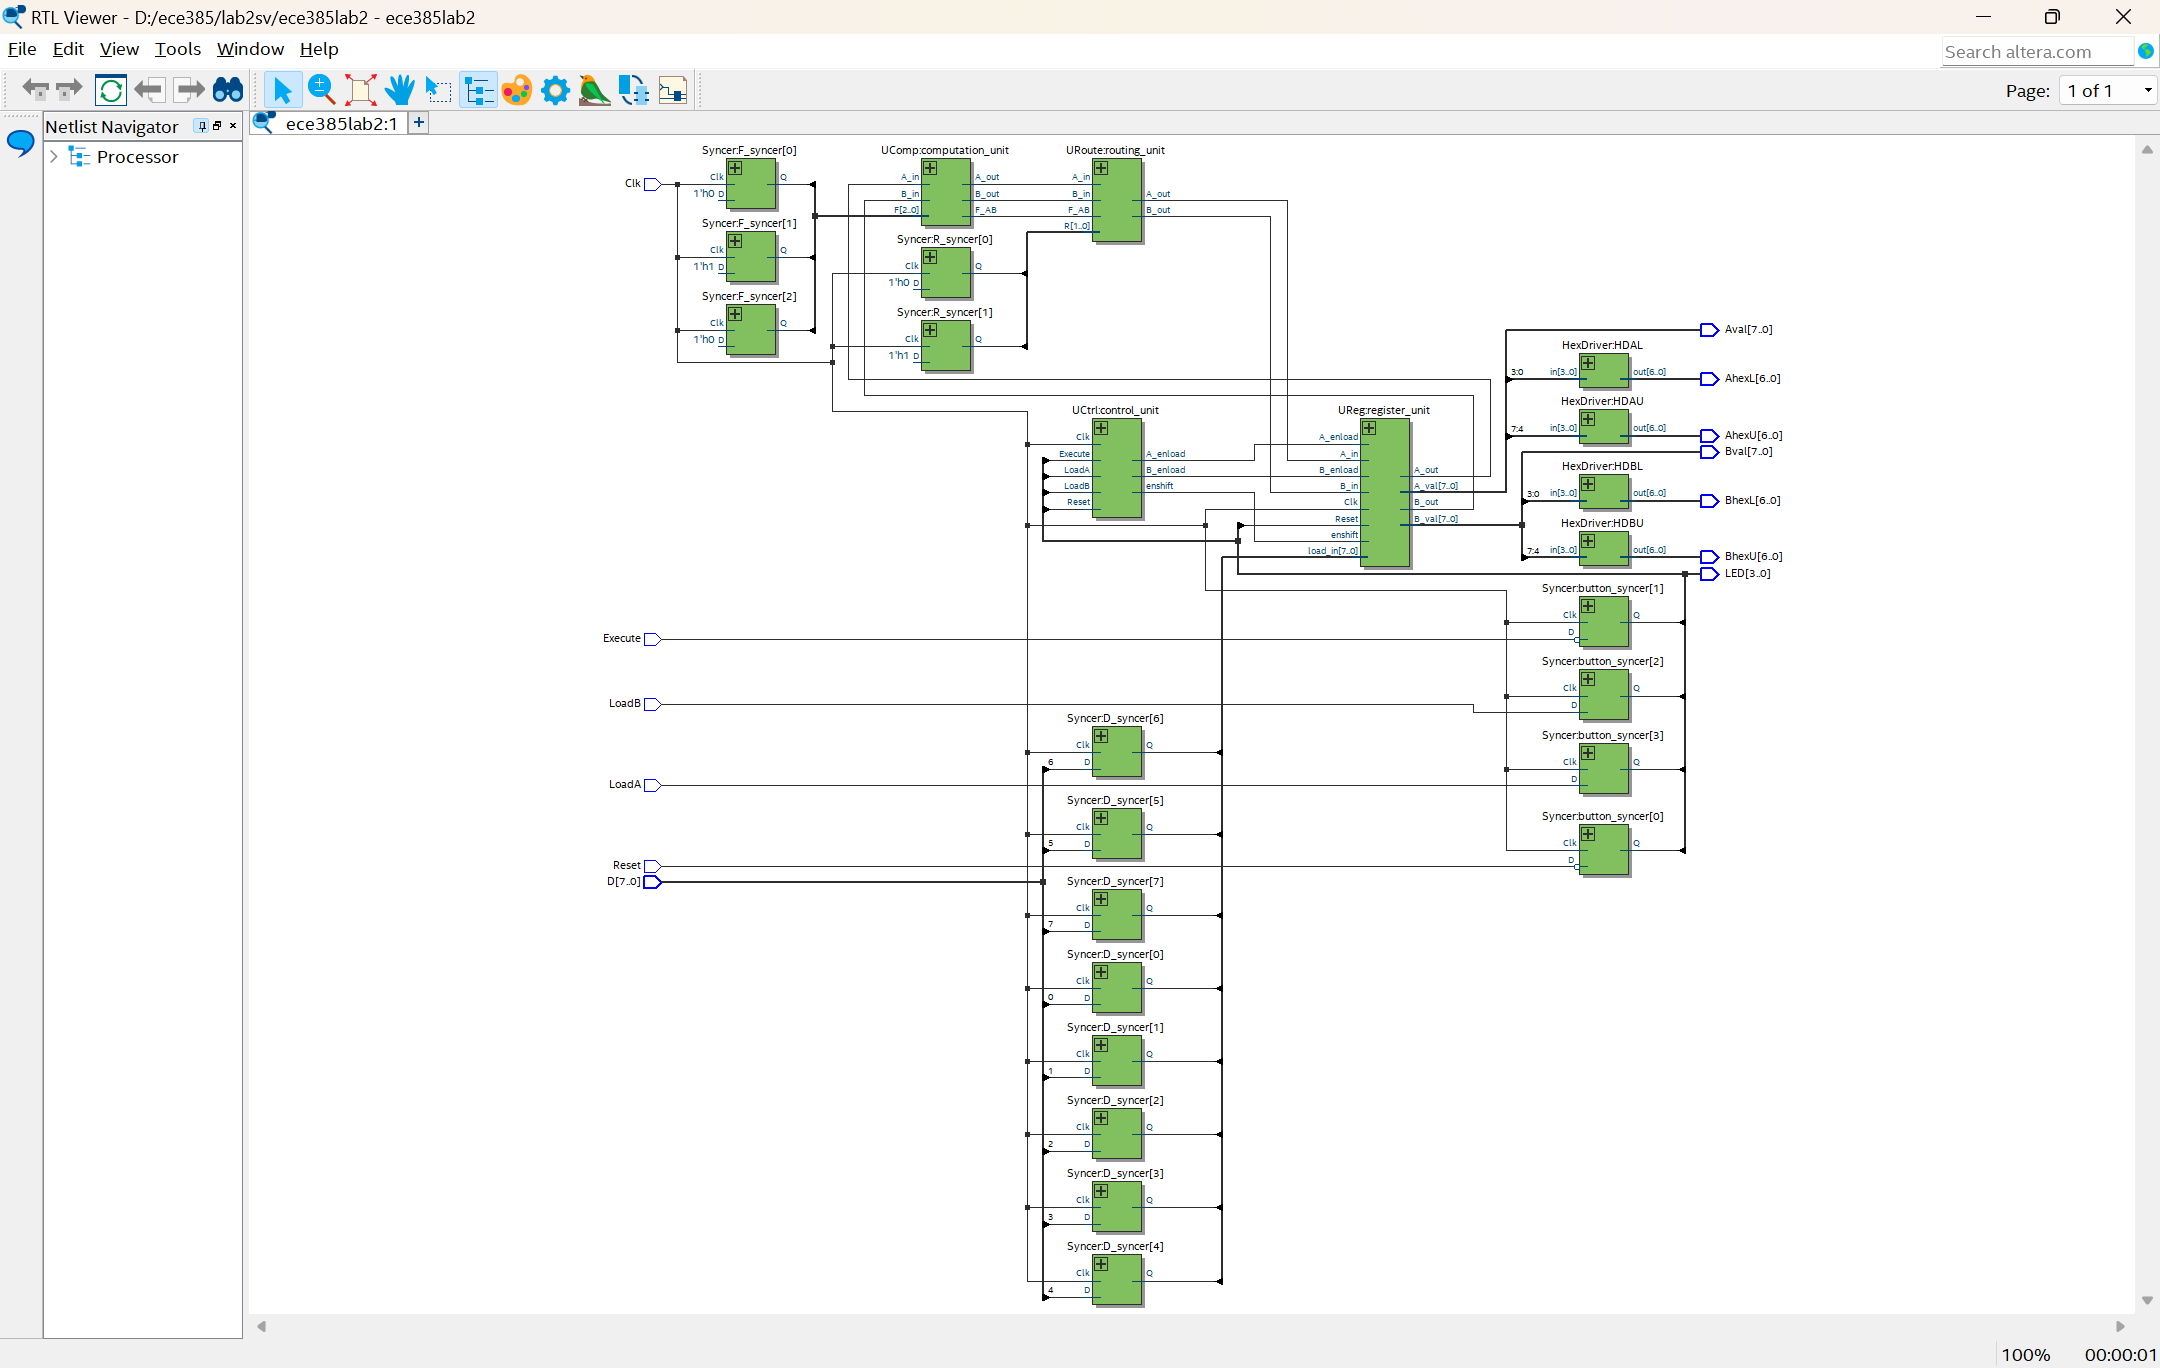 RTL Viewer - D:/ece385/lab2sv/ece385lab2 - ece385lab2
File Edit View Tools Window Help
Search altera.com
Page: 1 of 1
Netlist Navigator
Processor
ece385lab2:1
Clk
Syncer:F_syncer[0]
Clk
1'h0 D
Q
Syncer:F_syncer[1]
Clk
1'h1 D
Q
Syncer:F_syncer[2]
Clk
1'h0 D
Q
UComp:computation_unit
A_in
B_in
F[2..0]
A_out
B_out
F_AB
Syncer:R_syncer[0]
Clk
1'h0 D
Q
Syncer:R_syncer[1]
Clk
1'h1 D
Q
URoute:routing_unit
A_in
B_in
F_AB
R[1..0]
A_out
B_out
UCtrl:control_unit
Clk
Execute
LoadA
LoadB
Reset
A_enload
B_enload
enshift
UReg:register_unit
A_enload
A_in
B_enload
B_in
Clk
Reset
enshift
load_in[7..0]
A_out
A_val[7..0]
B_out
B_val[7..0]
Aval[7..0]
HexDriver:HDAL
3:0 in[3..0] out[6..0]
AhexL[6..0]
HexDriver:HDAU
7:4 in[3..0] out[6..0]
AhexU[6..0]
Bval[7..0]
HexDriver:HDBL
3:0 in[3..0] out[6..0]
BhexL[6..0]
HexDriver:HDBU
7:4 in[3..0] out[6..0]
BhexU[6..0]
LED[3..0]
Syncer:button_syncer[1]
Clk
D
Q
Execute
Syncer:button_syncer[2]
Clk
D
Q
LoadB
Syncer:button_syncer[3]
Clk
D
Q
LoadA
Syncer:button_syncer[0]
Clk
D
Q
Reset
D[7..0]
Syncer:D_syncer[6]
Clk
6 D
Q
Syncer:D_syncer[5]
Clk
5 D
Q
Syncer:D_syncer[7]
Clk
7 D
Q
Syncer:D_syncer[0]
Clk
0 D
Q
Syncer:D_syncer[1]
Clk
1 D
Q
Syncer:D_syncer[2]
Clk
2 D
Q
Syncer:D_syncer[3]
Clk
3 D
Q
Syncer:D_syncer[4]
Clk
4 D
Q
100% 00:00:01